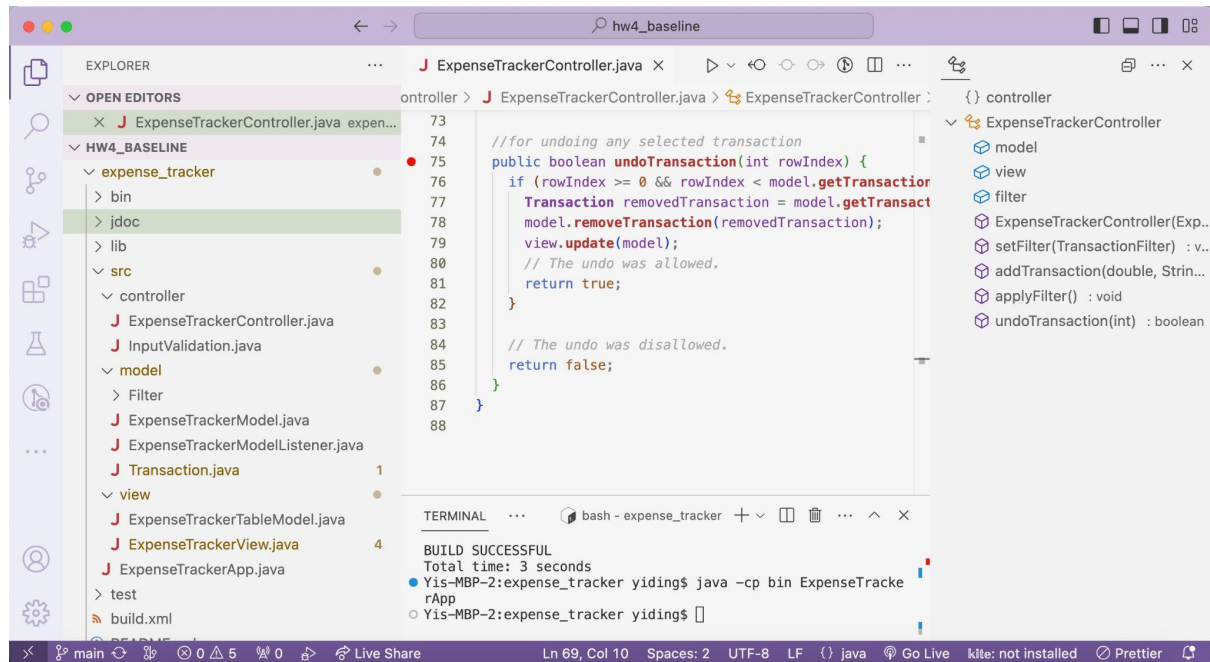 hw4_baseline
EXPLORER
OPEN EDITORS
J ExpenseTrackerController.java expen...
HW4_BASELINE
expense_tracker
bin
jdoc
lib
src
controller
J ExpenseTrackerController.java
J InputValidation.java
model
Filter
J ExpenseTrackerModel.java
J ExpenseTrackerModelListener.java
J Transaction.java 1
view
J ExpenseTrackerTableModel.java
J ExpenseTrackerView.java 4
J ExpenseTrackerApp.java
test
build.xml
J ExpenseTrackerController.java
ontroller > J ExpenseTrackerController.java > ExpenseTrackerController >
73
74 //for undoing any selected transaction
75 public boolean undoTransaction(int rowIndex) {
76 if (rowIndex >= 0 && rowIndex < model.getTransaction
77 Transaction removedTransaction = model.getTransact
78 model.removeTransaction(removedTransaction);
79 view.update(model);
80 // The undo was allowed.
81 return true;
82 }
83
84 // The undo was disallowed.
85 return false;
86 }
87 }
88
TERMINAL ... bash - expense_tracker
BUILD SUCCESSFUL
Total time: 3 seconds
Yis-MBP-2:expense_tracker yiding$ java -cp bin ExpenseTracke
rApp
Yis-MBP-2:expense_tracker yiding$
{} controller
ExpenseTrackerController
model
view
filter
ExpenseTrackerController(Exp...
setFilter(TransactionFilter) : v...
addTransaction(double, Strin...
applyFilter() : void
undoTransaction(int) : boolean
main 0 5 0 Live Share Ln 69, Col 10 Spaces: 2 UTF-8 LF {} java Go Live kite: not installed Prettier